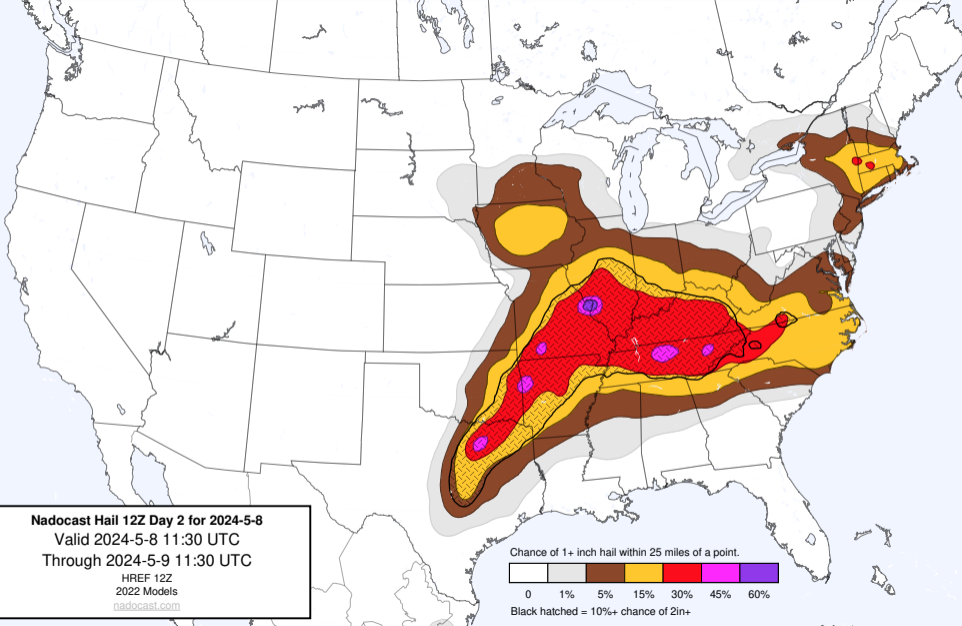 Nadocast Hail 12Z Day 2 for 2024-5-8
Valid 2024-5-8 11:30 UTC
Through 2024-5-9 11:30 UTC
HREF 12Z
2022 Models
nadocast.com
Chance of 1+ inch hail within 25 miles of a point.
0 1% 5% 15% 30% 45% 60%
Black hatched = 10%+ chance of 2in+